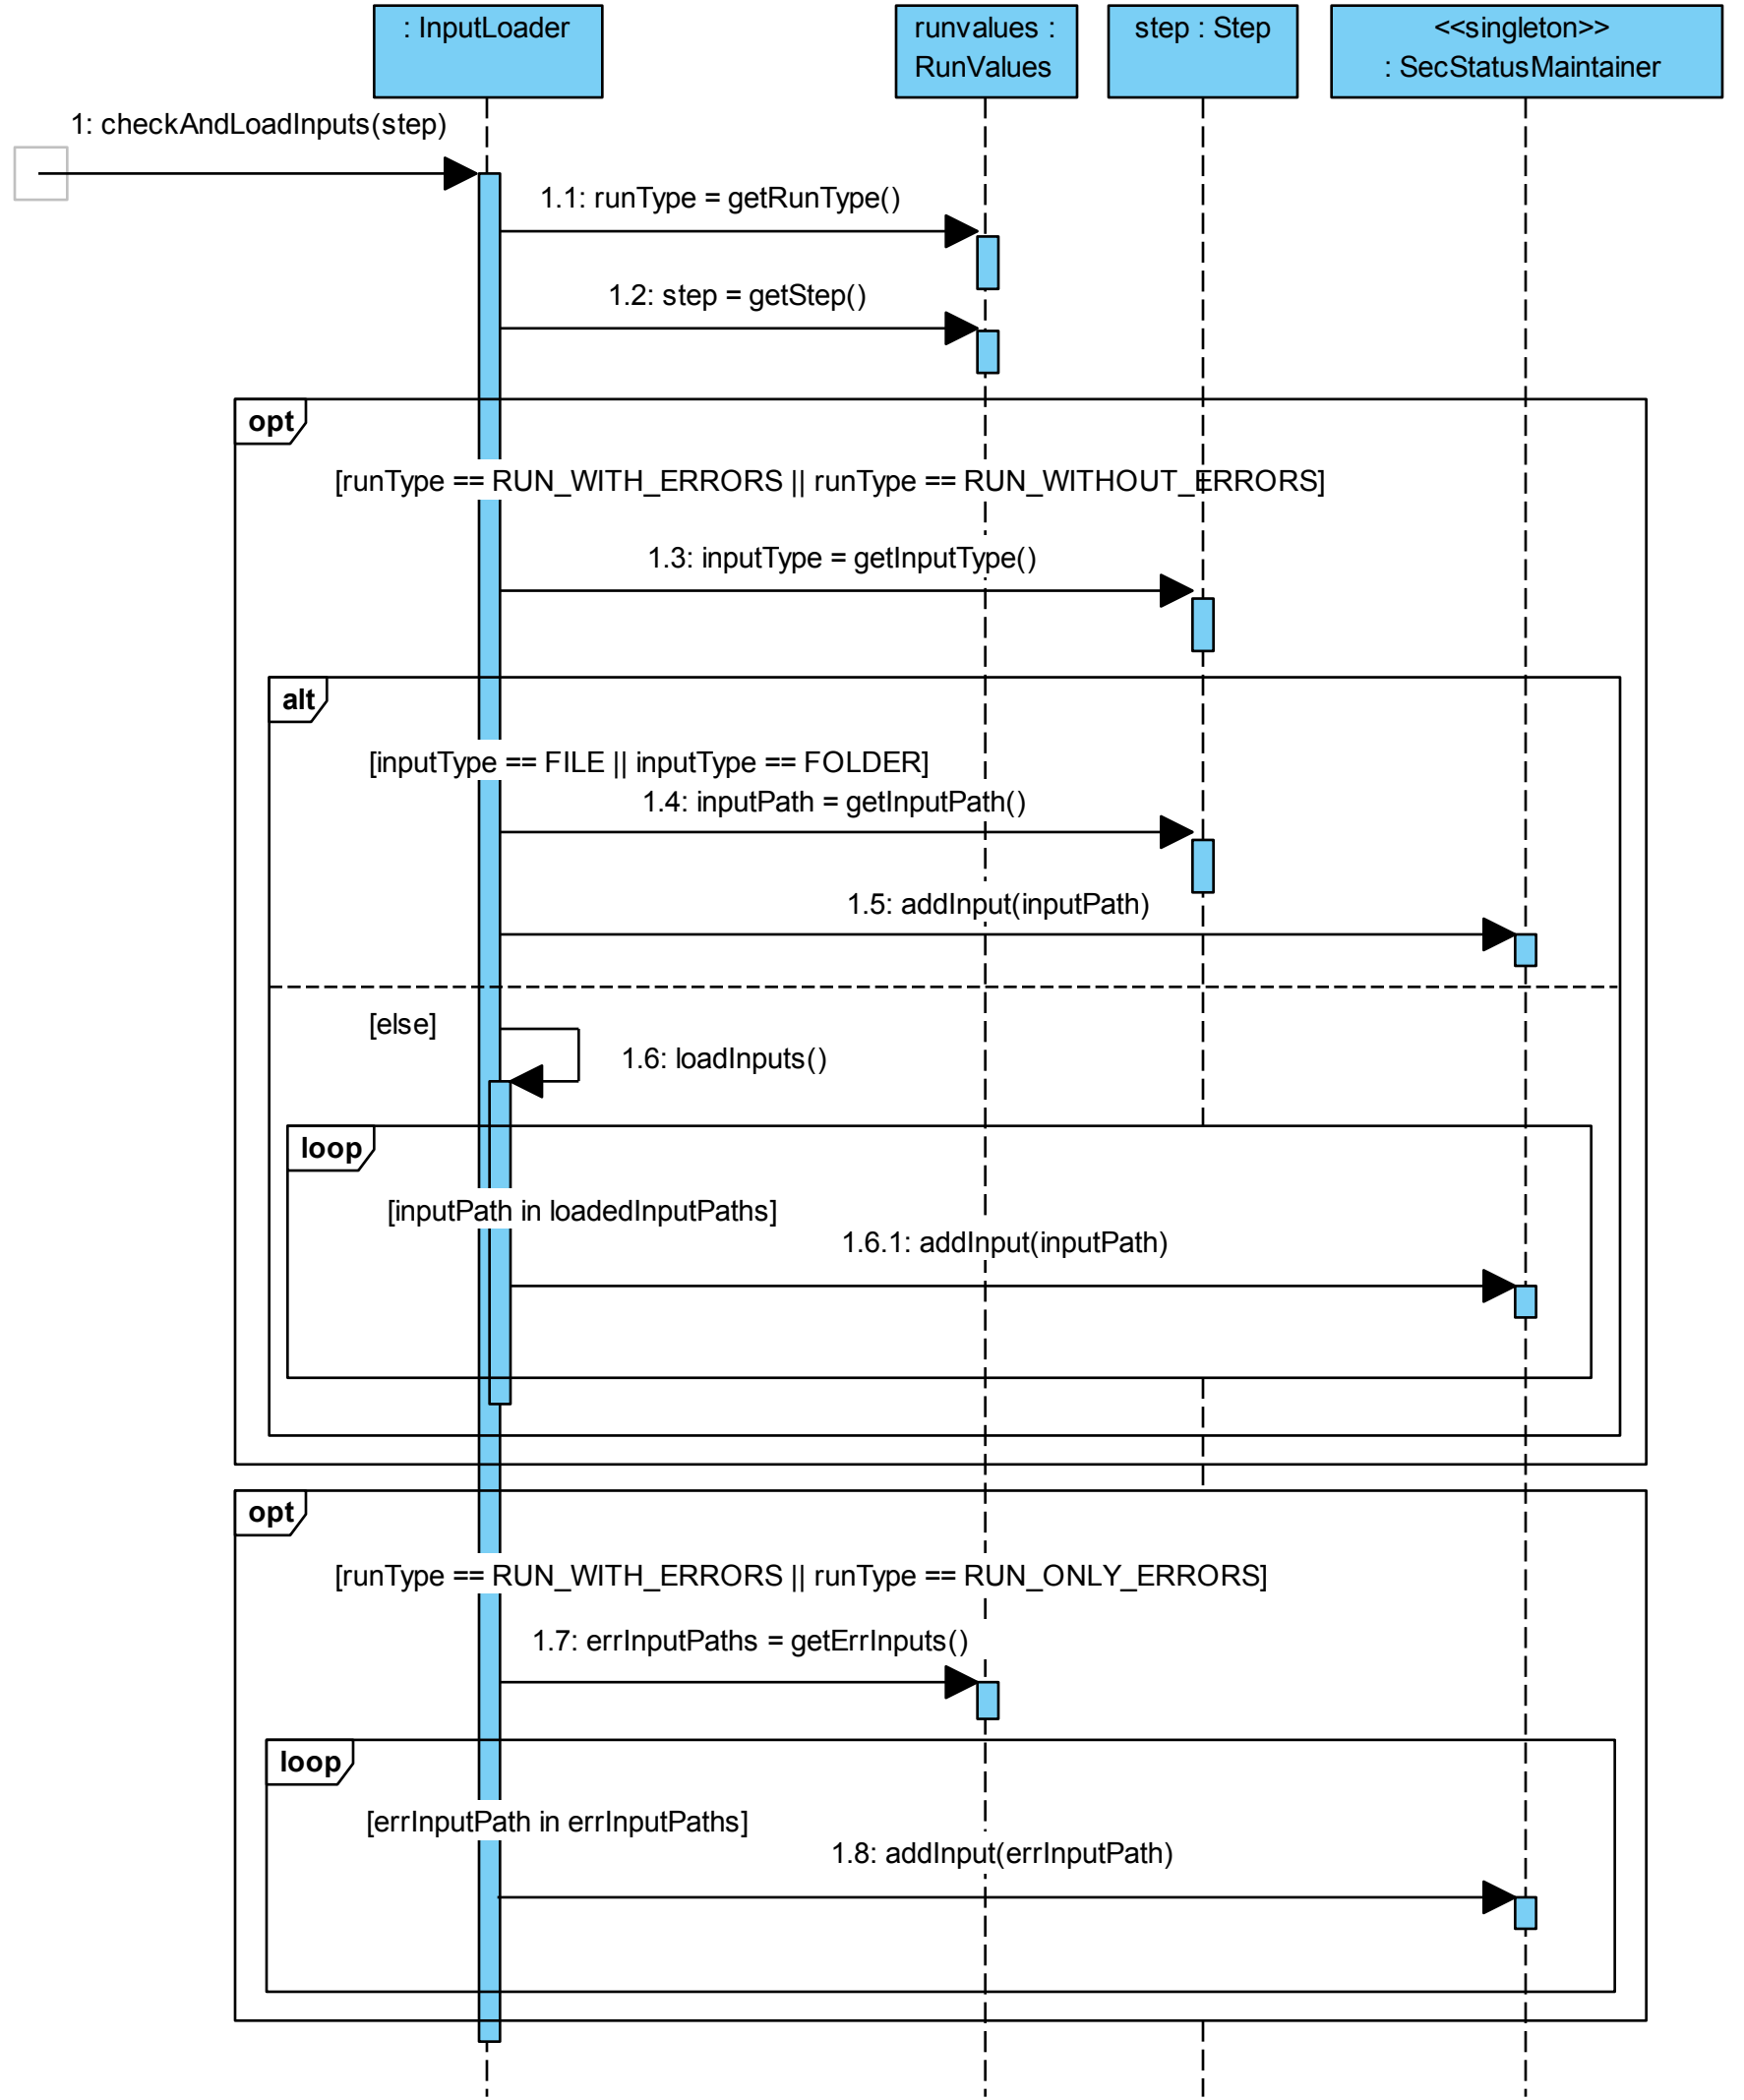 : InputLoader
runvalues :
RunValues
step : Step
<<singleton>>
: SecStatusMaintainer
1: checkAndLoadInputs(step)
1.1: runType = getRunType()
1.2: step = getStep()
opt
[runType == RUN_WITH_ERRORS || runType == RUN_WITHOUT_ERRORS]
1.3: inputType = getInputType()
alt
[inputType == FILE || inputType == FOLDER]
1.4: inputPath = getInputPath()
1.5: addInput(inputPath)
[else]
1.6: loadInputs()
loop
[inputPath in loadedInputPaths]
1.6.1: addInput(inputPath)
opt
[runType == RUN_WITH_ERRORS || runType == RUN_ONLY_ERRORS]
1.7: errInputPaths = getErrInputs()
loop
[errInputPath in errInputPaths]
1.8: addInput(errInputPath)